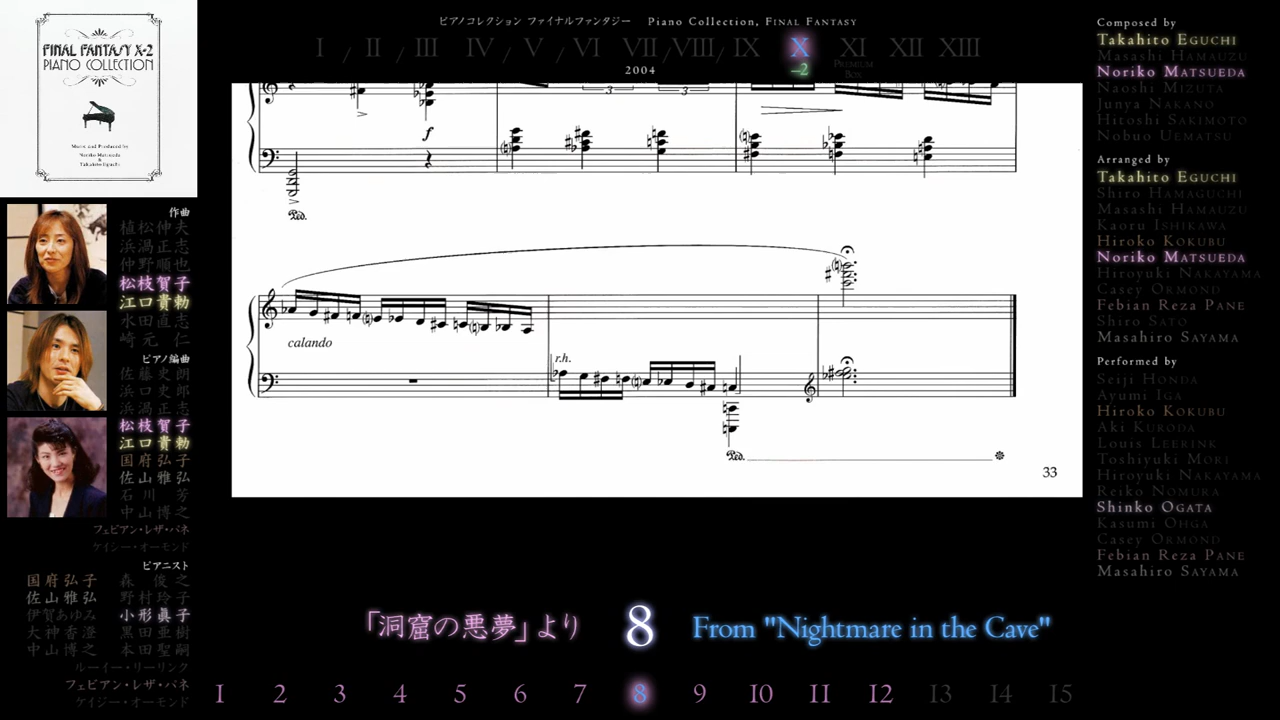 ピアノコレクション ファイナルファンタジー Piano Collection, FINAL FANTASY
I / II / III IV / V / VI VII / VIII / IX X XI XII XIII
2004
–2
PREMIUM BOX
FINAL FANTASY X-2
PIANO COLLECTION
Music and Produced by
Noriko Matsueda
&
Takahito Eguchi
作曲
植松伸夫
浜渦正志
仲野順也
松枝賀子
江口貴勅
水田直志
崎元 仁
ピアノ編曲
佐藤史朗
浜口史郎
浜渦正志
松枝賀子
江口貴勅
国府弘子
佐山雅弘
石川 芳
中山博之
フェビアン・レザ・パネ
ケイシー・オーモンド
ピアニスト
国府弘子 森 俊之
佐山雅弘 野村玲子
伊賀あゆみ 小形眞子
大神香澄 黒田亜樹
中山博之 本田聖嗣
ルーイー・リーリンク
フェビアン・レザ・パネ
ケイジー・オーモンド
3 3
f
Ped.
calando
r.h.
Ped.
33
Composed by
Takahito EGUCHI
Masashi HAMAUZU
Noriko MATSUEDA
Naoshi MIZUTA
Junya NAKANO
Hitoshi SAKIMOTO
Nobuo UEMATSU
Arranged by
Takahito EGUCHI
Shiro HAMAGUCHI
Masashi HAMAUZU
Kaoru ISHIKAWA
Hiroko KOKUBU
Noriko MATSUEDA
Hiroyuki NAKAYAMA
Casey ORMOND
Febian Reza PANE
Shiro SATO
Masahiro SAYAMA
Performed by
Seiji HONDA
Ayumi IGA
Hiroko KOKUBU
Aki KURODA
Louis LEERINK
Toshiyuki MORI
Hiroyuki NAKAYAMA
Reiko NOMURA
Shinko OGATA
Kasumi OHGA
Casey ORMOND
Febian Reza PANE
Masahiro SAYAMA
「洞窟の悪夢」より 8 From "Nightmare in the Cave"
1 2 3 4 5 6 7 8 9 10 11 12 13 14 15